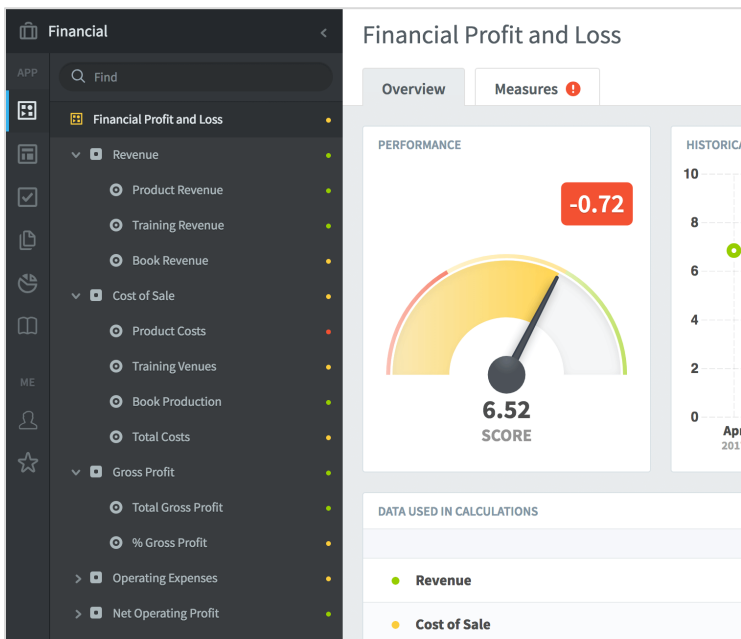 Financial
APP
Find
Financial Profit and Loss
Revenue
Product Revenue
Training Revenue
Book Revenue
Cost of Sale
Product Costs
Training Venues
Book Production
Total Costs
Gross Profit
Total Gross Profit
% Gross Profit
Operating Expenses
Net Operating Profit
ME
Financial Profit and Loss
Overview
Measures
PERFORMANCE
-0.72
6.52
SCORE
10
8
6
4
2
0
DATA USED IN CALCULATIONS
Revenue
Cost of Sale